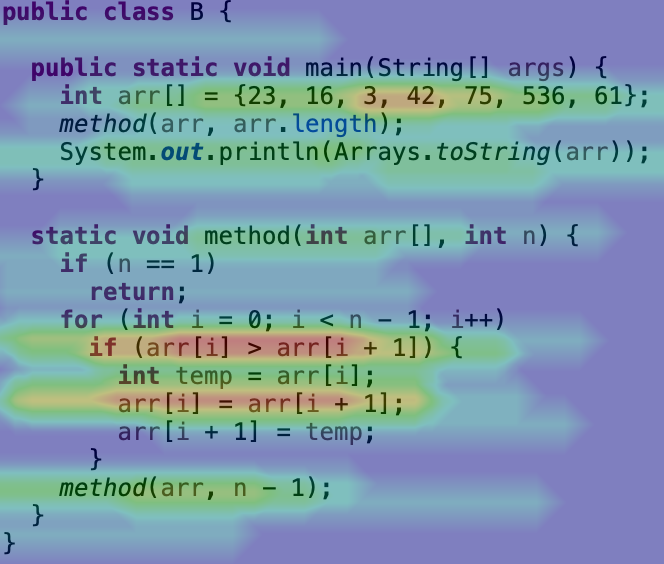 public class B {
public static void main(String[] args) {
int arr[] = {23, 16, 3, 42, 75, 536, 61};
method(arr, arr.length);
System.out.println(Arrays.toString(arr));
}
static void method(int arr[], int n) {
if (n == 1)
return;
for (int i = 0; i < n - 1; i++)
if (arr[i] > arr[i + 1]) {
int temp = arr[i];
arr[i] = arr[i + 1];
arr[i + 1] = temp;
}
method(arr, n - 1);
}
}